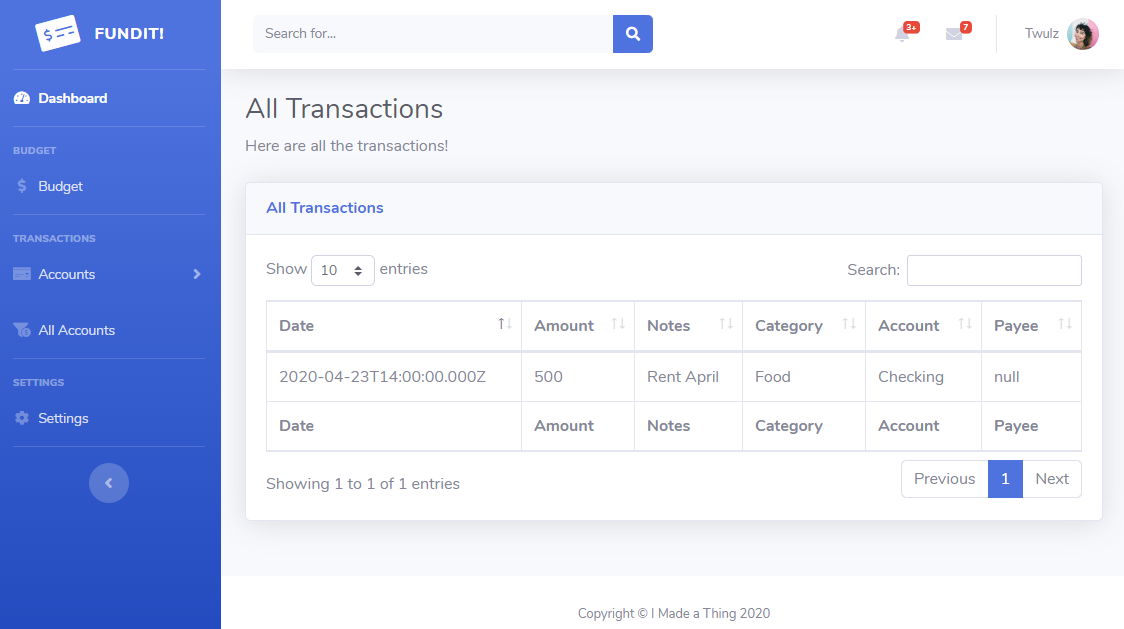 FUNDIT!
Dashboard
BUDGET
$ Budget
TRANSACTIONS
Accounts
All Accounts
SETTINGS
Settings
Search for...
3+
7
Twulz
All Transactions
Here are all the transactions!
All Transactions
Show 10 entries
Search:
Date Amount Notes Category Account Payee
2020-04-23T14:00:00.000Z 500 Rent April Food Checking null
Date Amount Notes Category Account Payee
Showing 1 to 1 of 1 entries
Previous 1 Next
Copyright © I Made a Thing 2020